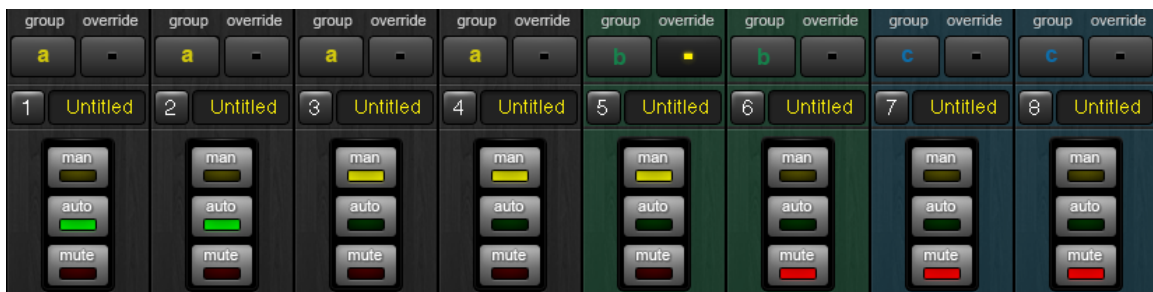 group override group override group override group override group override group override group override group override
a a a a b b c c
1 Untitled 2 Untitled 3 Untitled 4 Untitled 5 Untitled 6 Untitled 7 Untitled 8 Untitled
man man man man man man man man
auto auto auto auto auto auto auto auto
mute mute mute mute mute mute mute mute